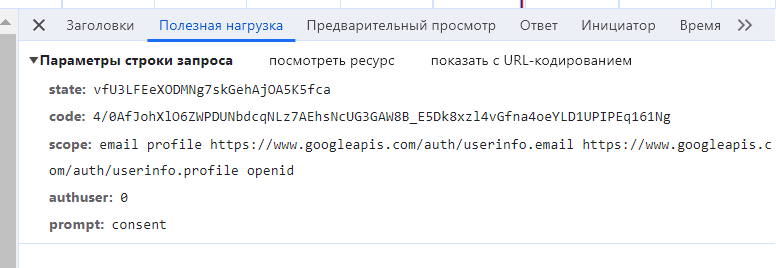 Заголовки Полезная нагрузка Предварительный просмотр Ответ Инициатор Время
Параметры строки запроса посмотреть ресурс показать с URL-кодированием
state: vfU3LFEeXODMNg7skGehAjOA5K5fca
code: 4/0AfJohXlO6ZWPDUNbdcqNLz7AEhsNcUG3GAW8B_E5Dk8xzl4vGfna4oeYLD1UPIPEq161Ng
scope: email profile https://www.googleapis.com/auth/userinfo.email https://www.googleapis.c
om/auth/userinfo.profile openid
authuser: 0
prompt: consent